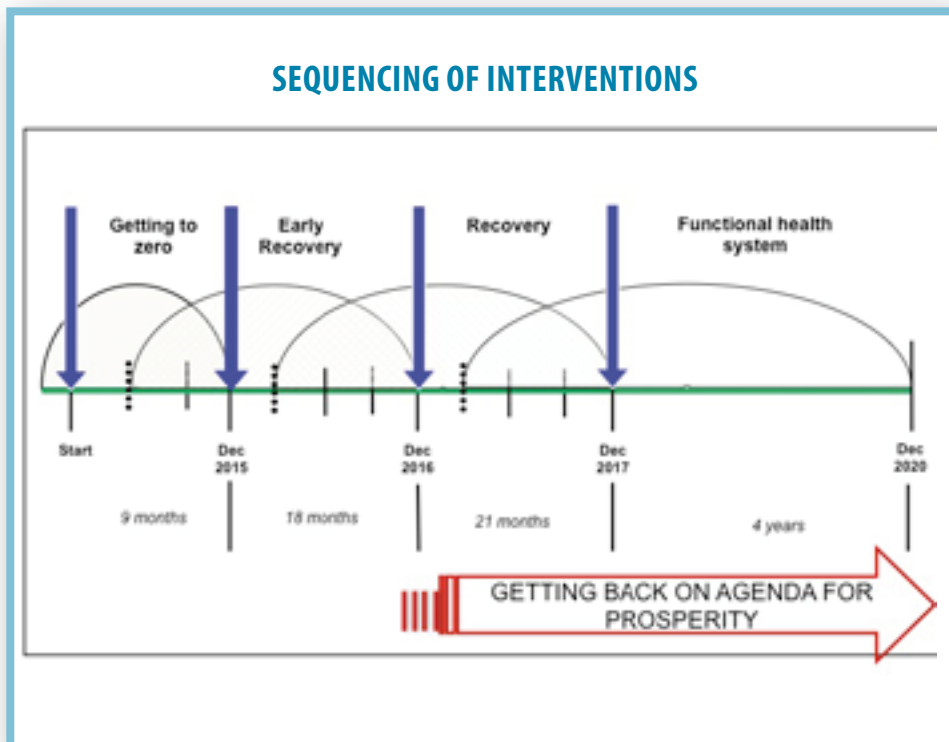 SEQUENCING OF INTERVENTIONS
Getting to
zero
Early
Recovery
Recovery
Functional health
system
Start
Dec
2015
Dec
2016
Dec
2017
Dec
2020
9 months
18 months
21 months
4 years
GETTING BACK ON AGENDA FOR
PROSPERITY